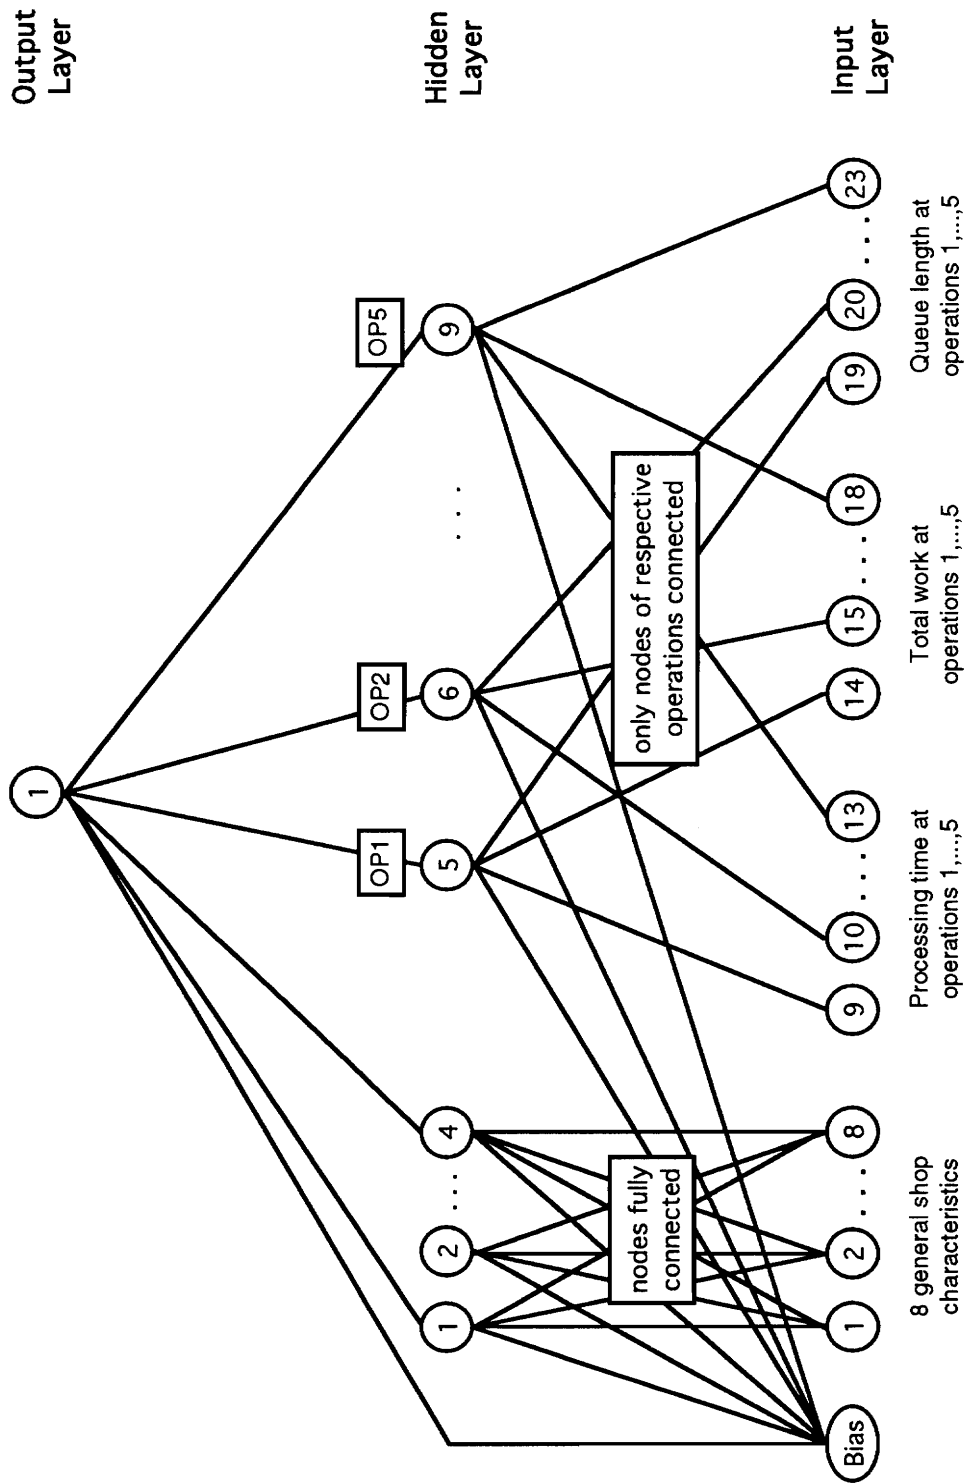 Output
Layer
1
Hidden
Layer
OP1
OP2
OP5
1
2
....
4
5
6
....
9
nodes fully
connected
only nodes of respective
operations connected
Input
Layer
Bias
1
2
....
8
9
10
....
13
14
15
....
18
19
20
....
23
8 general shop
characteristics
Processing time at
operations 1,...,5
Total work at
operations 1,...,5
Queue length at
operations 1,...,5